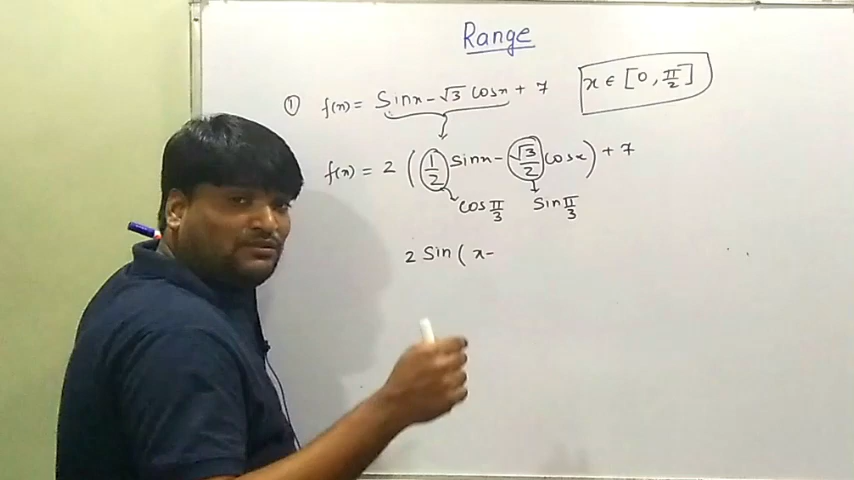 Range
① f(x) = Sinx - √3 Cosx + 7 x ∈ [0, π/2]
f(x) = 2 (1/2 Sinx - √3/2 Cosx) + 7
Cos π/3 Sin π/3
2 Sin( x-